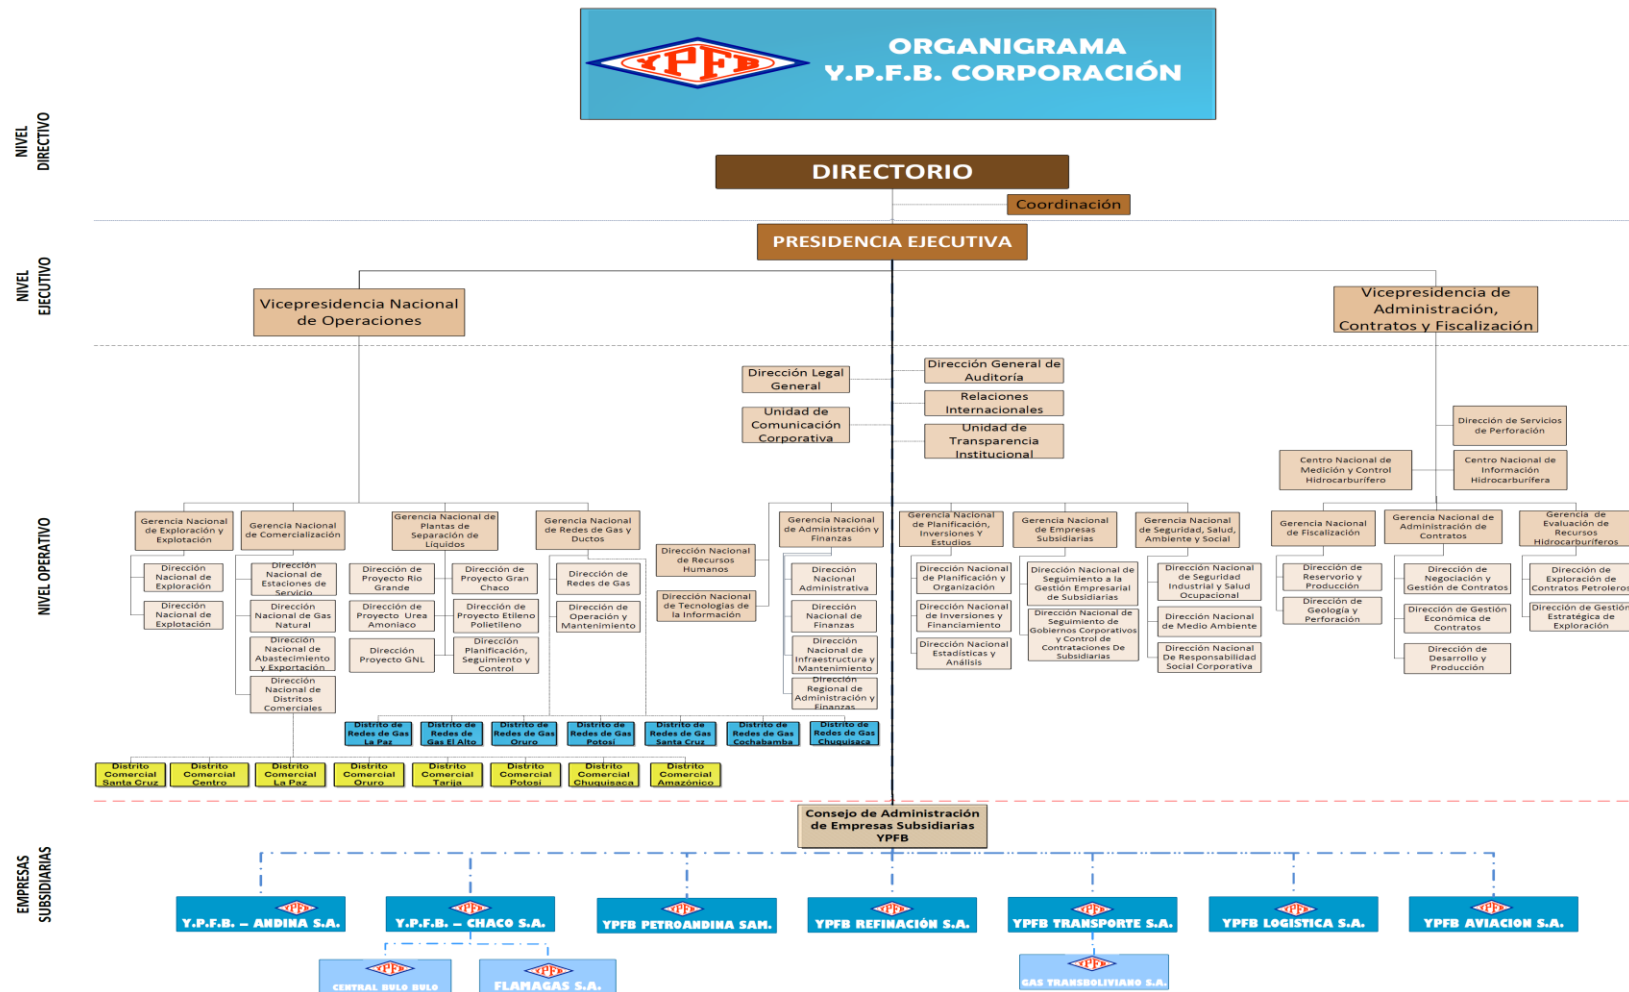 YPFB
ORGANIGRAMA
Y.P.F.B. CORPORACIÓN
NIVEL
DIRECTIVO
DIRECTORIO
Coordinación
NIVEL
EJECUTIVO
PRESIDENCIA EJECUTIVA
Vicepresidencia Nacional
de Operaciones
Vicepresidencia de
Administración,
Contratos y Fiscalización
NIVEL OPERATIVO
Dirección Legal
General
Dirección General de
Auditoría
Relaciones
Internacionales
Unidad de
Comunicación
Corporativa
Unidad de
Transparencia
Institucional
Dirección de Servicios
de Perforación
Centro Nacional de
Medición y Control
Hidrocarburífero
Centro Nacional de
Información
Hidrocarburífera
Gerencia Nacional
de Exploración y
Explotación
Dirección
Nacional de
Exploración
Dirección
Nacional de
Explotación
Gerencia Nacional
de Comercialización
Dirección
Nacional de
Estaciones de
Servicio
Dirección
Nacional de Gas
Natural
Dirección
Nacional de
Abastecimiento
y Exportación
Dirección
Nacional de
Distritos
Comerciales
Gerencia Nacional de
Plantas de
Separación de
Líquidos
Dirección de
Proyecto Río
Grande
Dirección de
Proyecto Gran
Chaco
Dirección de
Proyecto Urea
Amoniaco
Dirección de
Proyecto Etileno
Polietileno
Dirección
Proyecto GNL
Dirección
Planificación,
Seguimiento y
Control
Gerencia Nacional
de Redes de Gas y
Ductos
Dirección de
Redes de Gas
Dirección de
Operación y
Mantenimiento
Dirección Nacional
de Recursos
Humanos
Dirección Nacional
de Tecnologías de
la Información
Gerencia Nacional
de Administración y
Finanzas
Dirección
Nacional
Administrativa
Dirección
Nacional de
Finanzas
Dirección
Nacional de
Infraestructura y
Mantenimiento
Dirección
Regional de
Administración y
Finanzas
Gerencia Nacional
de Planificación,
Inversiones Y
Estudios
Dirección Nacional
de Planificación y
Organización
Dirección Nacional
de Inversiones y
Financiamiento
Dirección Nacional
Estadísticas y
Análisis
Gerencia Nacional
de Empresas
Subsidiarias
Dirección Nacional de
Seguimiento a la
Gestión Empresarial
de Subsidiarias
Dirección Nacional de
Seguimiento de
Gobiernos Corporativos
y Control de
Contrataciones De
Subsidiarias
Gerencia Nacional
de Seguridad, Salud,
Ambiente y Social
Dirección Nacional
de Seguridad
Industrial y Salud
Ocupacional
Dirección Nacional
de Medio Ambiente
Dirección Nacional
De Responsabilidad
Social Corporativa
Gerencia Nacional
de Fiscalización
Dirección de
Reservorio y
Producción
Dirección de
Geología y
Perforación
Gerencia Nacional de
Administración de
Contratos
Dirección de
Negociación y
Gestión de Contratos
Dirección de Gestión
Económica de
Contratos
Dirección de
Desarrollo y
Producción
Gerencia de
Evaluación de
Recursos
Hidrocarburíferos
Dirección de
Exploración de
Contratos Petroleros
Dirección de Gestión
Estratégica de
Exploración
Distrito de
Redes de Gas
La Paz
Distrito de
Redes de
Gas El Alto
Distrito de
Redes de Gas
Oruro
Distrito de
Redes de Gas
Potosí
Distrito de
Redes de Gas
Santa Cruz
Distrito de
Redes de Gas
Cochabamba
Distrito de
Redes de Gas
Chuquisaca
Distrito
Comercial
Santa Cruz
Distrito
Comercial
Centro
Distrito
Comercial
La Paz
Distrito
Comercial
Oruro
Distrito
Comercial
Tarija
Distrito
Comercial
Potosí
Distrito
Comercial
Chuquisaca
Distrito
Comercial
Amazónico
EMPRESAS
SUBSIDIARIAS
Consejo de Administración
de Empresas Subsidiarias
YPFB
YPFB
Y.P.F.B. – ANDINA S.A.
YPFB
Y.P.F.B. – CHACO S.A.
YPFB
YPFB PETROANDINA SAM.
YPFB
YPFB REFINACIÓN S.A.
YPFB
YPFB TRANSPORTE S.A.
YPFB
YPFB LOGISTICA S.A.
YPFB
YPFB AVIACION S.A.
YPFB
CENTRAL BULO BULO
YPFB
FLAMAGAS S.A.
YPFB
GAS TRANSBOLIVIANO S.A.